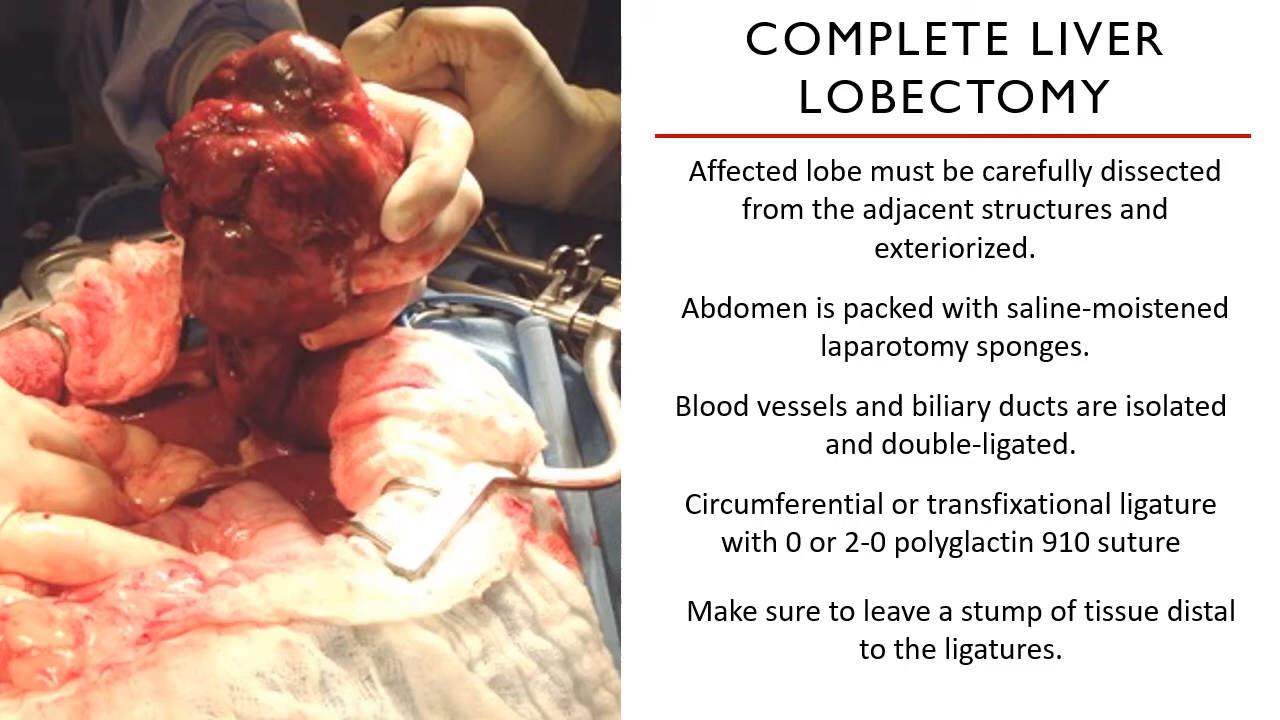 COMPLETE LIVER
LOBECTOMY
Affected lobe must be carefully dissected
from the adjacent structures and
exteriorized.
Abdomen is packed with saline-moistened
laparotomy sponges.
Blood vessels and biliary ducts are isolated
and double-ligated.
Circumferential or transfixational ligature
with 0 or 2-0 polyglactin 910 suture
Make sure to leave a stump of tissue distal
to the ligatures.